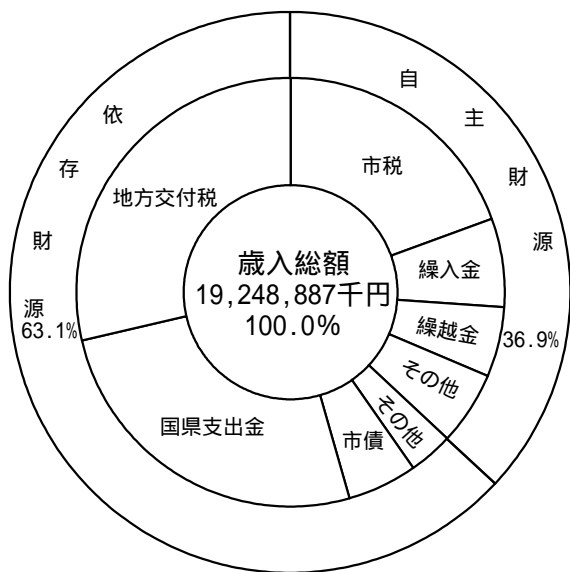 自主財源
36.9%
依存財源
63.1%
市税
繰入金
繰越金
その他
その他
市債
国県支出金
地方交付税
歳入総額
19,248,887千円
100.0%